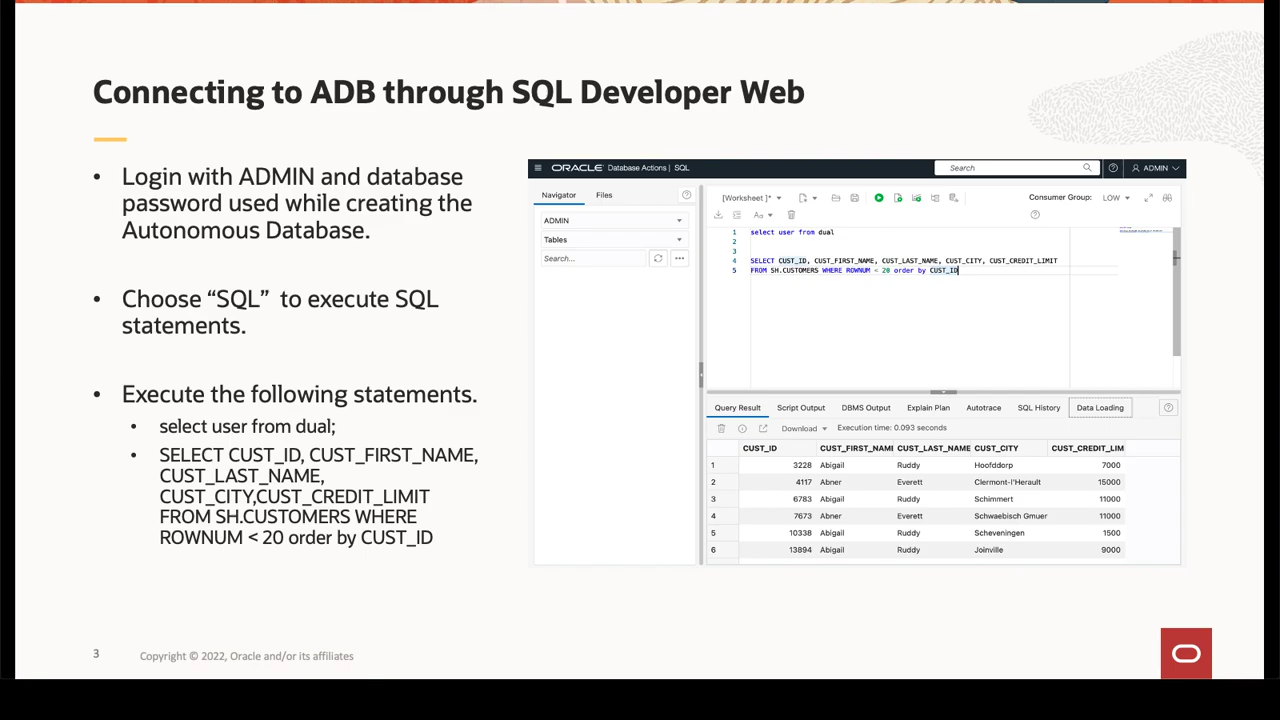 Connecting to ADB through SQL Developer Web
• Login with ADMIN and database
password used while creating the
Autonomous Database.
• Choose “SQL”  to execute SQL
statements.
• Execute the following statements.
• select user from dual;
• SELECT CUST_ID, CUST_FIRST_NAME,
CUST_LAST_NAME,
CUST_CITY,CUST_CREDIT_LIMIT
FROM SH.CUSTOMERS WHERE
ROWNUM < 20 order by CUST_ID
ORACLE Database Actions | SQL
Search
ADMIN
Navigator Files
ADMIN
Tables
Search...
[Worksheet ]*
Consumer Group: LOW
Aa
1 select user from dual
2
3
4 SELECT CUST_ID, CUST_FIRST_NAME, CUST_LAST_NAME, CUST_CITY, CUST_CREDIT_LIMIT
5 FROM SH.CUSTOMERS WHERE ROWNUM < 20 order by CUST_ID
Query Result Script Output DBMS Output Explain Plan Autotrace SQL History Data Loading
Download Execution time: 0.093 seconds
CUST_ID CUST_FIRST_NAMI CUST_LAST_NAME CUST_CITY CUST_CREDIT_LIM
1 3228 Abigail Ruddy Hoofddorp 7000
2 4117 Abner Everett Clermont-l'Herault 15000
3 6783 Abigail Ruddy Schimmert 11000
4 7673 Abner Everett Schwaebisch Gmuer 11000
5 10338 Abigail Ruddy Scheveningen 1500
6 13894 Abigail Ruddy Joinville 9000
3 Copyright © 2022, Oracle and/or its affiliates